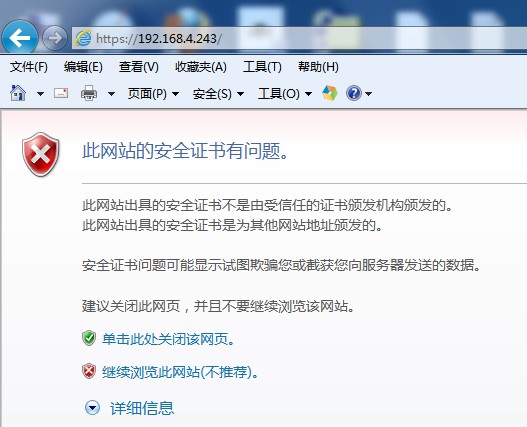 https://192.168.4.243/
文件(F) 编辑(E) 查看(V) 收藏夹(A) 工具(T) 帮助(H)
页面(P) 安全(S) 工具(O)
此网站的安全证书有问题。
此网站出具的安全证书不是由受信任的证书颁发机构颁发的。
此网站出具的安全证书是为其他网站地址颁发的。
安全证书问题可能显示试图欺骗您或截获您向服务器发送的数据。
建议关闭此网页，并且不要继续浏览该网站。
单击此处关闭该网页。
继续浏览此网站(不推荐)。
详细信息